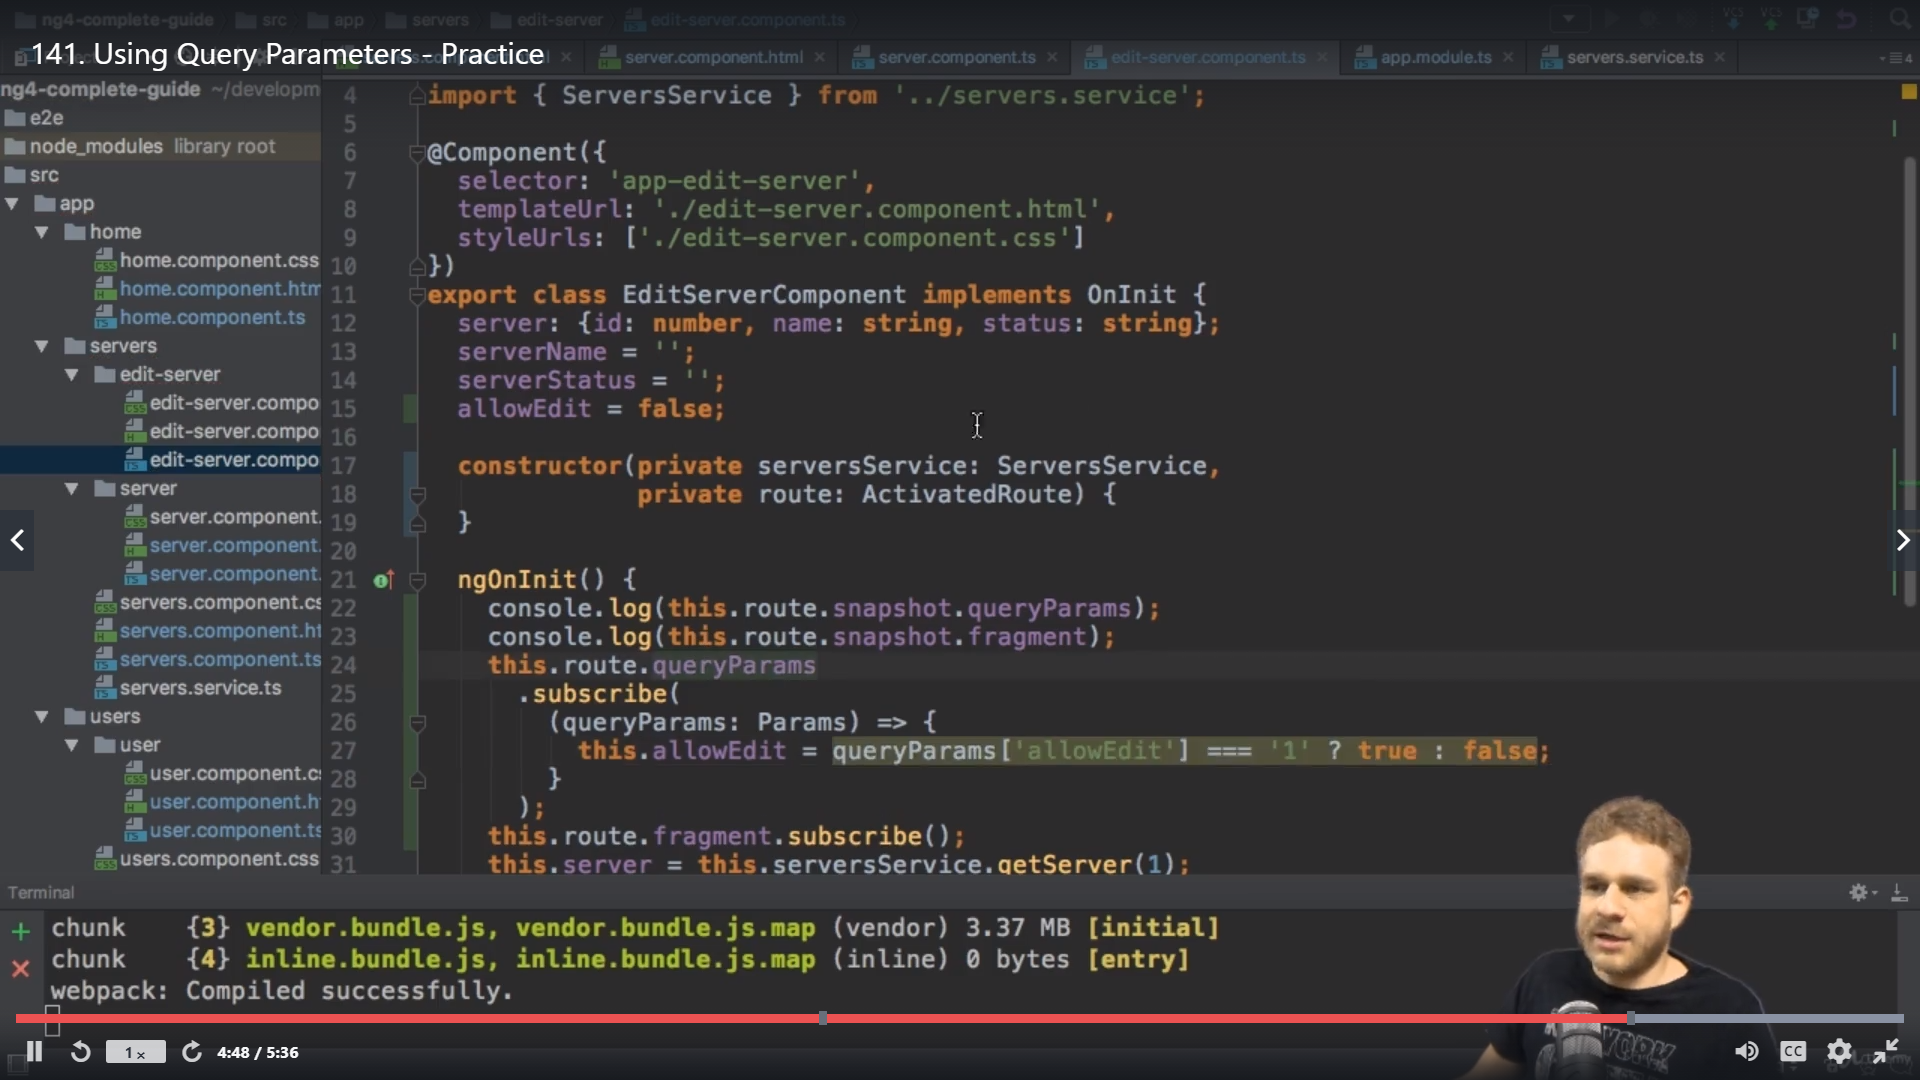 ng4-complete-guide src app servers edit-server edit-server.component.ts
141. Using Query Parameters - Practice
server.component.html server.component.ts edit-server.component.ts app.module.ts servers.service.ts
ng4-complete-guide ~/developm
e2e
node_modules library root
src
app
home
home.component.css
home.component.htm
home.component.ts
servers
edit-server
edit-server.compo
edit-server.compo
edit-server.compo
server
server.component.
server.component.
server.component.
servers.component.cs
servers.component.ht
servers.component.ts
servers.service.ts
users
user
user.component.cs
user.component.h
user.component.ts
users.component.css
4 import { ServersService } from '../servers.service';
5
6 @Component({
7 selector: 'app-edit-server',
8 templateUrl: './edit-server.component.html',
9 styleUrls: ['./edit-server.component.css']
10 })
11 export class EditServerComponent implements OnInit {
12 server: {id: number, name: string, status: string};
13 serverName = '';
14 serverStatus = '';
15 allowEdit = false;
16
17 constructor(private serversService: ServersService,
18 private route: ActivatedRoute) {
19 }
20
21 ngOnInit() {
22 console.log(this.route.snapshot.queryParams);
23 console.log(this.route.snapshot.fragment);
24 this.route.queryParams
25 .subscribe(
26 (queryParams: Params) => {
27 this.allowEdit = queryParams['allowEdit'] === '1' ? true : false;
28 }
29 );
30 this.route.fragment.subscribe();
31 this.server = this.serversService.getServer(1);
Terminal
chunk {3} vendor.bundle.js, vendor.bundle.js.map (vendor) 3.37 MB [initial]
chunk {4} inline.bundle.js, inline.bundle.js.map (inline) 0 bytes [entry]
webpack: Compiled successfully.
1 x 4:48 / 5:36 CC